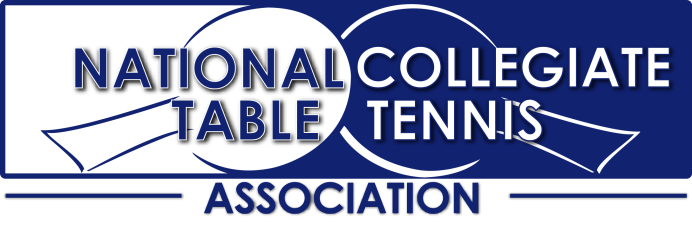 NATIONAL COLLEGIATE
TABLE TENNIS
ASSOCIATION